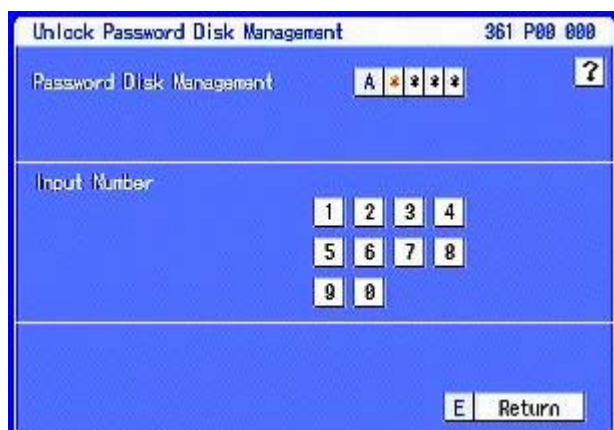 Unlock Password Disk Management 361 P00 000
Password Disk Management A * * * * ?
Input Number
1 2 3 4
5 6 7 8
9 0
E Return